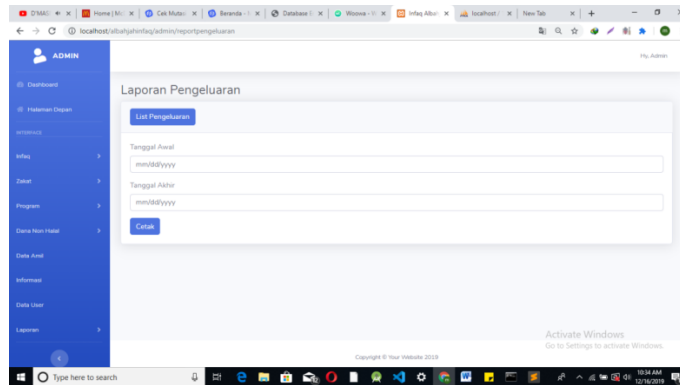 D'MAS
Home | M
Cek Mutas
Beranda -
Database
Woowa -
Infaq Albah
localhost /
New Tab
localhost/albahjahinfaq/admin/reportpengeluaran
ADMIN
Hy, Admin
Dashboard
Halaman Depan
INTERFACE
Infaq
Zakat
Program
Dana Non Halal
Data Amil
Informasi
Data User
Laporan
Laporan Pengeluaran
List Pengeluaran
Tanggal Awal
mm/dd/yyyy
Tanggal Akhir
mm/dd/yyyy
Cetak
Activate Windows
Go to Settings to activate Windows.
Copyright © Your Website 2019
Type here to search
10:34 AM
12/16/2019